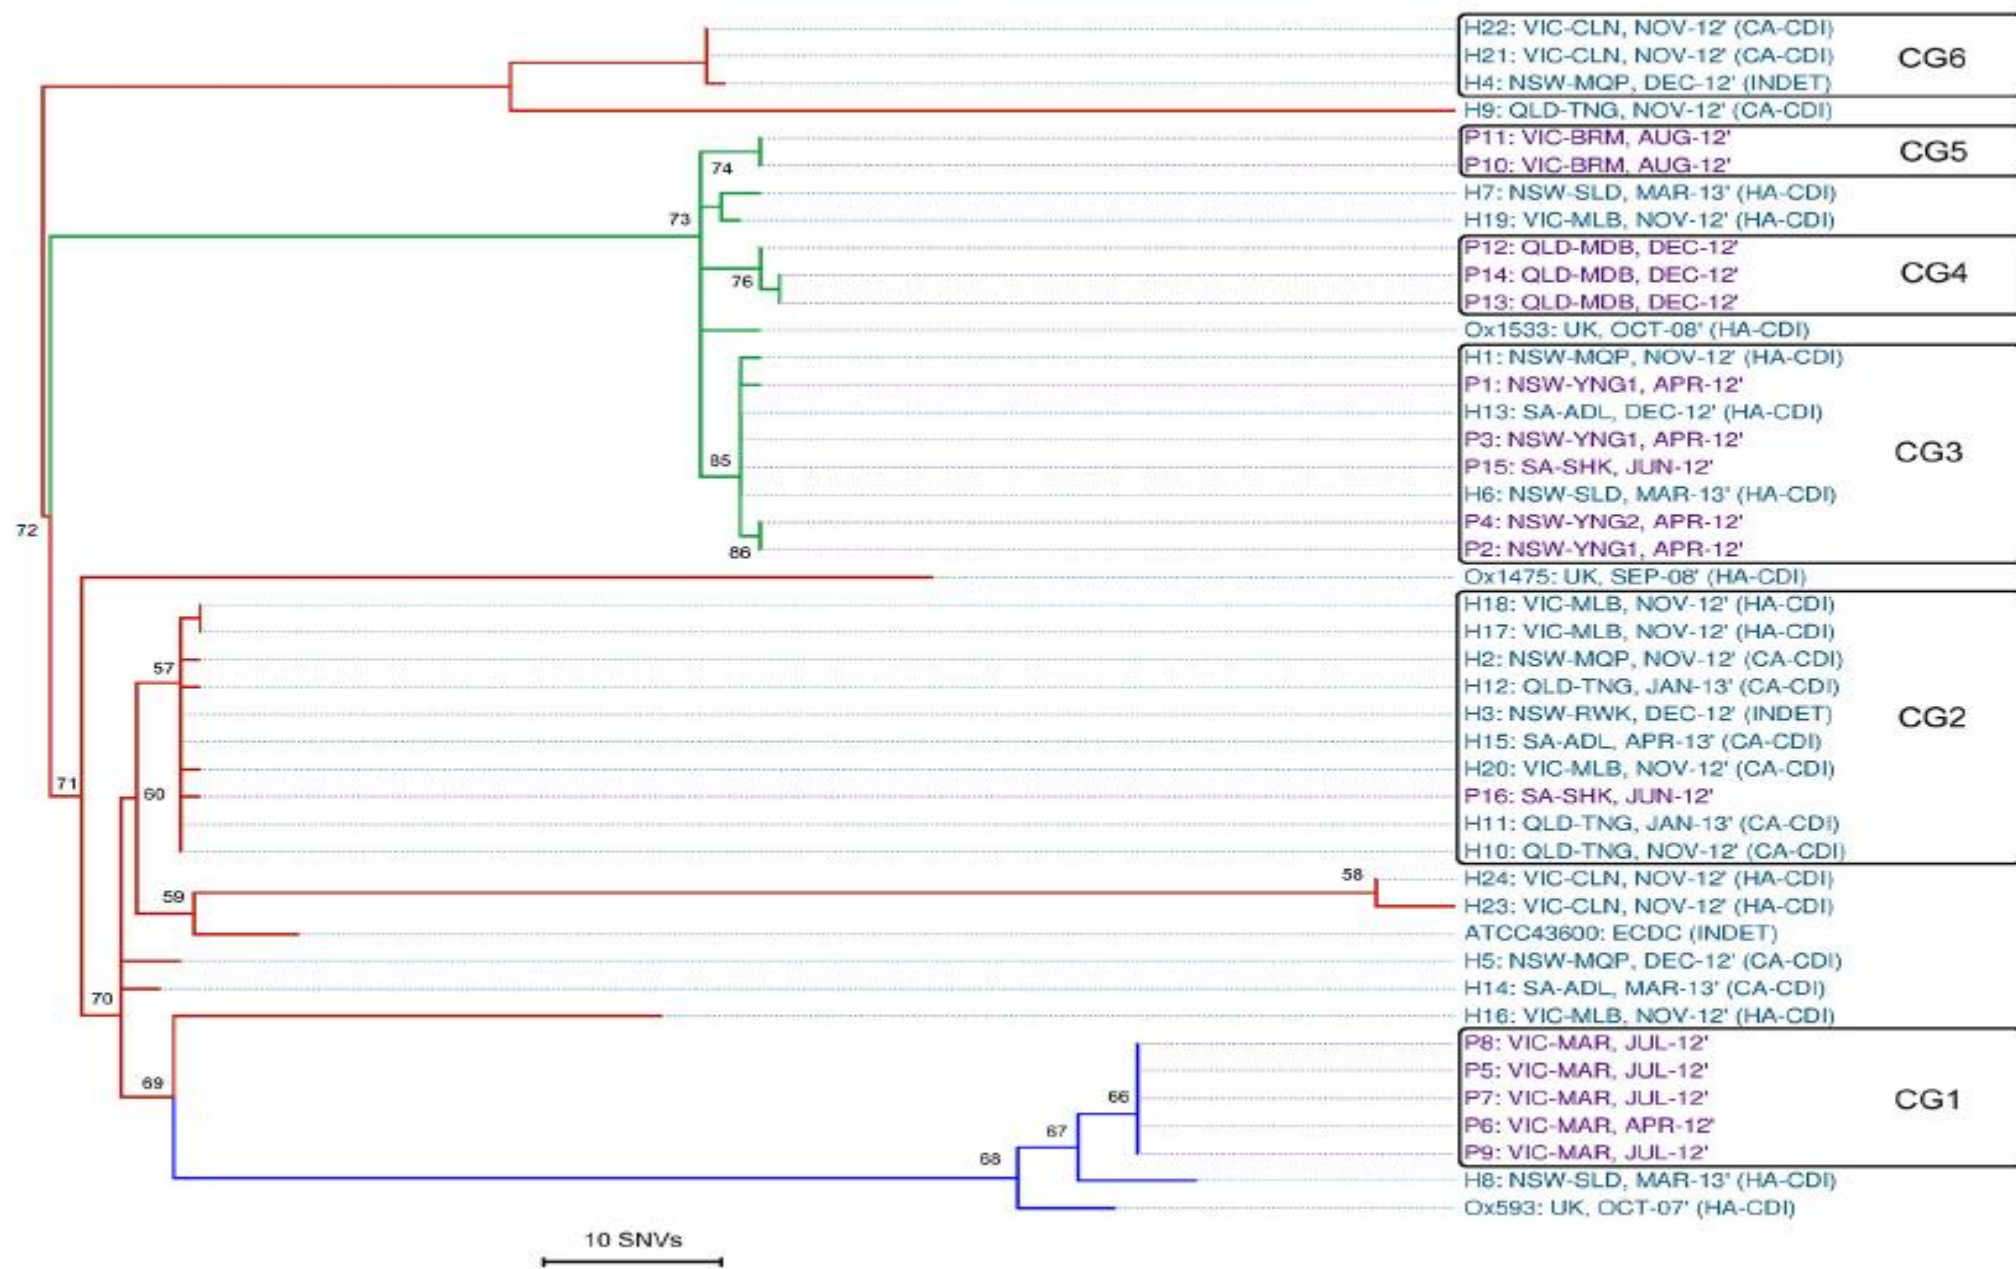 H22: VIC-CLN, NOV-12' (CA-CDI)
H21: VIC-CLN, NOV-12' (CA-CDI)
CG6
H4: NSW-MQP, DEC-12' (INDET)
H9: QLD-TNG, NOV-12' (CA-CDI)
P11: VIC-BRM, AUG-12'
CG5
74
P10: VIC-BRM, AUG-12'
H7: NSW-SLD, MAR-13' (HA-CDI)
73
H19: VIC-MLB, NOV-12' (HA-CDI)
P12: QLD-MDB, DEC-12'
76
P14: QLD-MDB, DEC-12'
CG4
P13: QLD-MDB, DEC-12'
Ox1533: UK, OCT-08' (HA-CDI)
H1: NSW-MQP, NOV-12' (HA-CDI)
P1: NSW-YNG1, APR-12'
H13: SA-ADL, DEC-12' (HA-CDI)
P3: NSW-YNG1, APR-12'
CG3
85
P15: SA-SHK, JUN-12'
H6: NSW-SLD, MAR-13' (HA-CDI)
72
P4: NSW-YNG2, APR-12'
86
P2: NSW-YNG1, APR-12'
Ox1475: UK, SEP-08' (HA-CDI)
H18: VIC-MLB, NOV-12' (HA-CDI)
H17: VIC-MLB, NOV-12' (HA-CDI)
57
H2: NSW-MQP, NOV-12' (CA-CDI)
H12: QLD-TNG, JAN-13' (CA-CDI)
H3: NSW-RWK, DEC-12' (INDET)
CG2
H15: SA-ADL, APR-13' (CA-CDI)
71
H20: VIC-MLB, NOV-12' (CA-CDI)
60
P16: SA-SHK, JUN-12'
H11: QLD-TNG, JAN-13' (CA-CDI)
H10: QLD-TNG, NOV-12' (CA-CDI)
58
H24: VIC-CLN, NOV-12' (HA-CDI)
59
H23: VIC-CLN, NOV-12' (HA-CDI)
ATCC43600: ECDC (INDET)
H5: NSW-MQP, DEC-12' (CA-CDI)
70
H14: SA-ADL, MAR-13' (CA-CDI)
H16: VIC-MLB, NOV-12' (HA-CDI)
P8: VIC-MAR, JUL-12'
69
P5: VIC-MAR, JUL-12'
66
P7: VIC-MAR, JUL-12'
CG1
67
P6: VIC-MAR, APR-12'
68
P9: VIC-MAR, JUL-12'
H8: NSW-SLD, MAR-13' (HA-CDI)
Ox593: UK, OCT-07' (HA-CDI)
10 SNVs